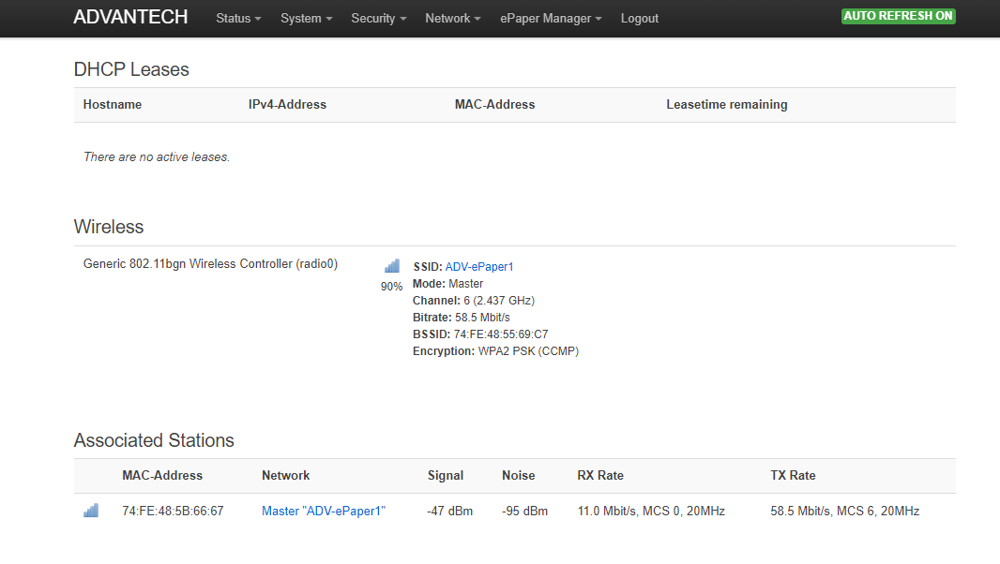 ADVANTECH Status System Security Network ePaper Manager Logout AUTO REFRESH ON
DHCP Leases
Hostname IPv4-Address MAC-Address Leasetime remaining
There are no active leases.
Wireless
Generic 802.11bgn Wireless Controller (radio0)
90%
SSID: ADV-ePaper1
Mode: Master
Channel: 6 (2.437 GHz)
Bitrate: 58.5 Mbit/s
BSSID: 74:FE:48:55:69:C7
Encryption: WPA2 PSK (CCMP)
Associated Stations
MAC-Address Network Signal Noise RX Rate TX Rate
74:FE:48:5B:66:67 Master "ADV-ePaper1" -47 dBm -95 dBm 11.0 Mbit/s, MCS 0, 20MHz 58.5 Mbit/s, MCS 6, 20MHz